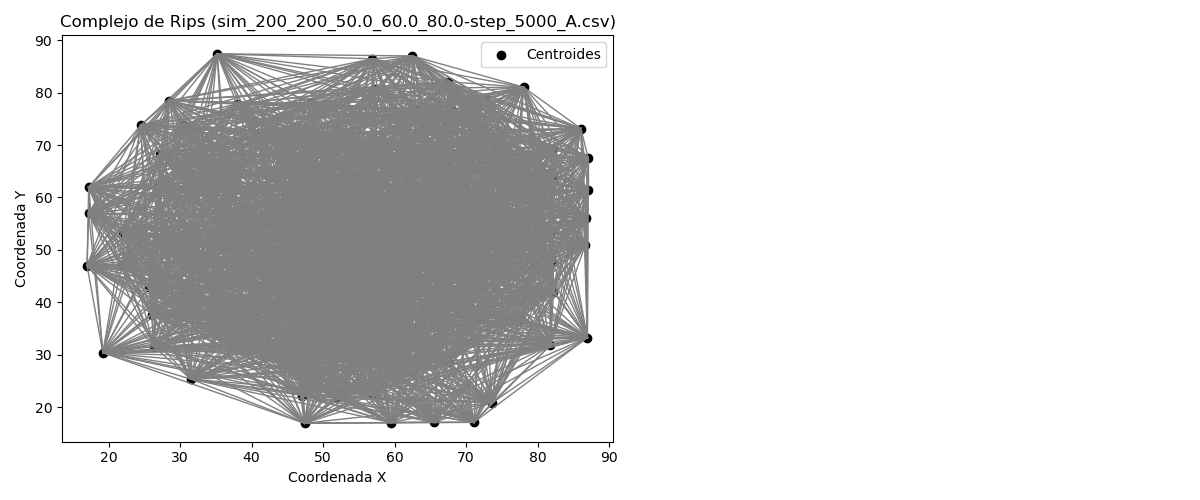 Complejo de Rips (sim_200_200_50.0_60.0_80.0-step_5000_A.csv)
Centroides
Coordenada Y
90
80
70
60
50
40
30
20
20 30 40 50 60 70 80 90
Coordenada X